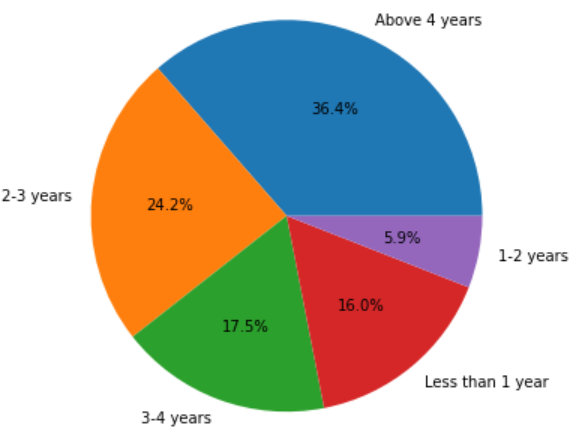 Above 4 years
36.4%
2-3 years
24.2%
5.9%
1-2 years
16.0%
17.5%
Less than 1 year
3-4 years